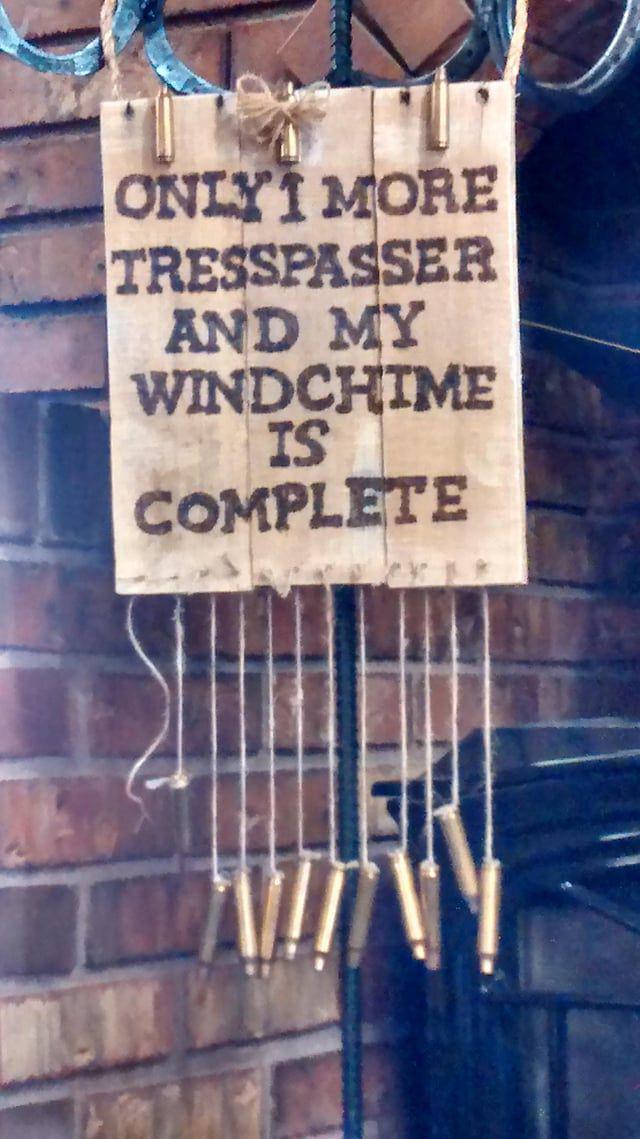 ONLY 1 MORE
TRESSPASSER
AND MY
WINDCHIME
IS
COMPLETE